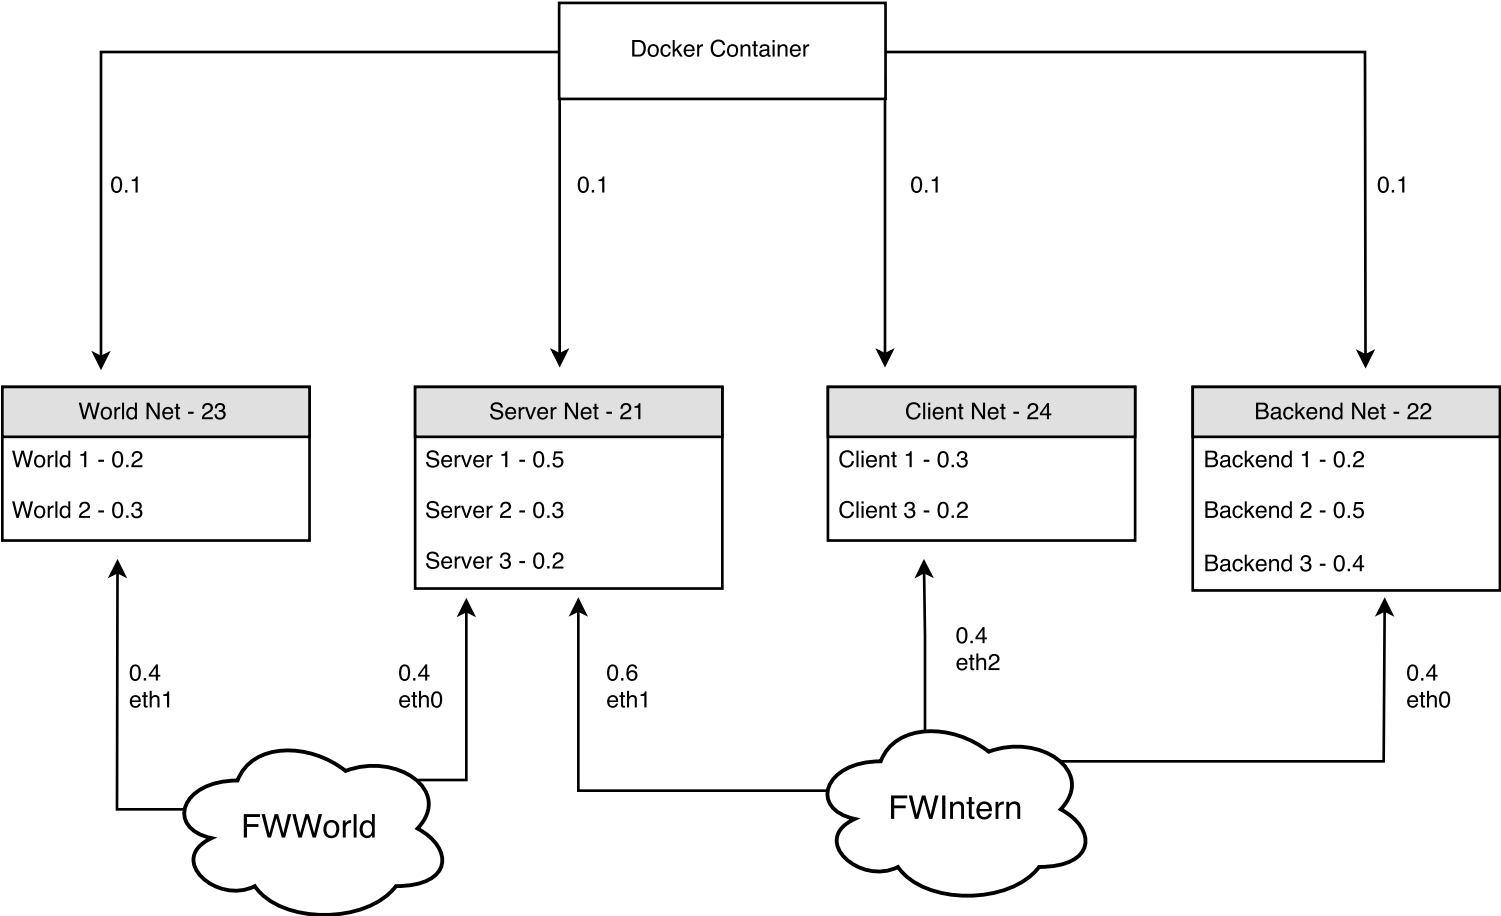 Docker Container
0.1
0.1
0.1
0.1
World Net - 23
World 1 - 0.2
World 2 - 0.3
Server Net - 21
Server 1 - 0.5
Server 2 - 0.3
Server 3 - 0.2
Client Net - 24
Client 1 - 0.3
Client 3 - 0.2
Backend Net - 22
Backend 1 - 0.2
Backend 2 - 0.5
Backend 3 - 0.4
0.4
eth1
0.4
eth0
0.6
eth1
0.4
eth2
0.4
eth0
FWWorld
FWIntern